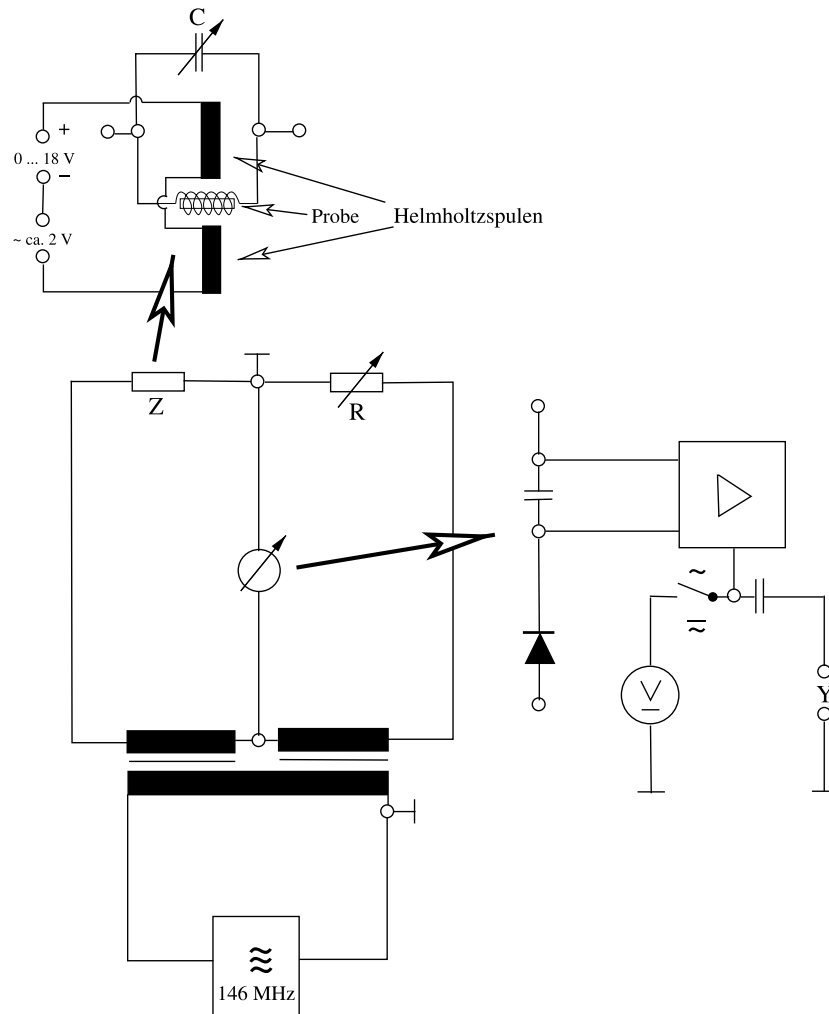 C
+
0 ... 18 V
−
~ ca. 2 V
Probe
Helmholtzspulen
Z
R
~
~
V
Y
146 MHz